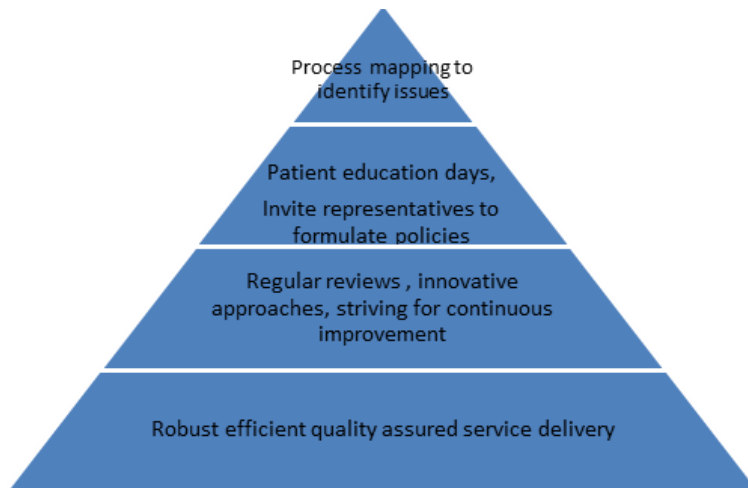 Process mapping to
identify issues
Patient education days,
Invite representatives to
formulate policies
Regular reviews , innovative
approaches, striving for continuous
improvement
Robust efficient quality assured service delivery